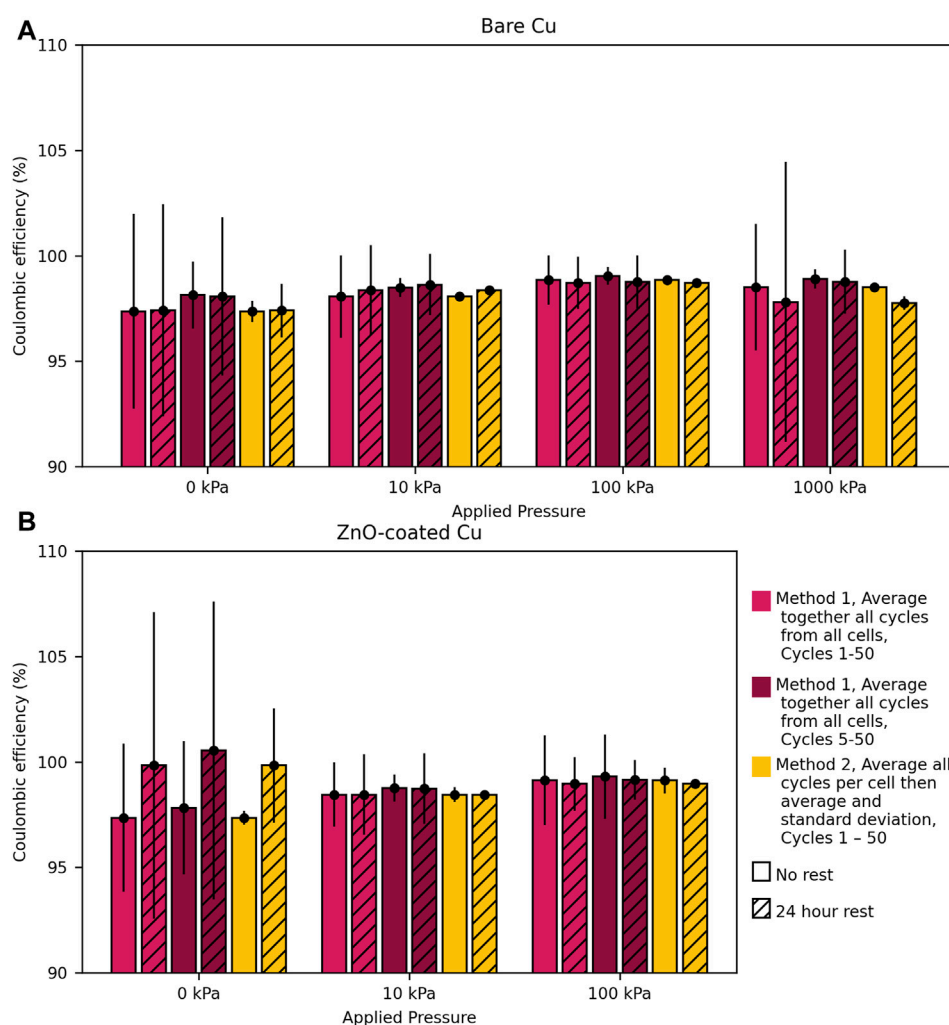 A
Bare Cu
110
105
100
95
90
Coulombic efficiency (%)
0 kPa
10 kPa
100 kPa
1000 kPa
Applied Pressure
B
ZnO-coated Cu
110
105
100
95
90
Coulombic efficiency (%)
0 kPa
10 kPa
100 kPa
Applied Pressure
Method 1, Average
together all cycles
from all cells,
Cycles 1-50
Method 1, Average
together all cycles
from all cells,
Cycles 5-50
Method 2, Average all
cycles per cell then
average and
standard deviation,
Cycles 1 – 50
No rest
24 hour rest